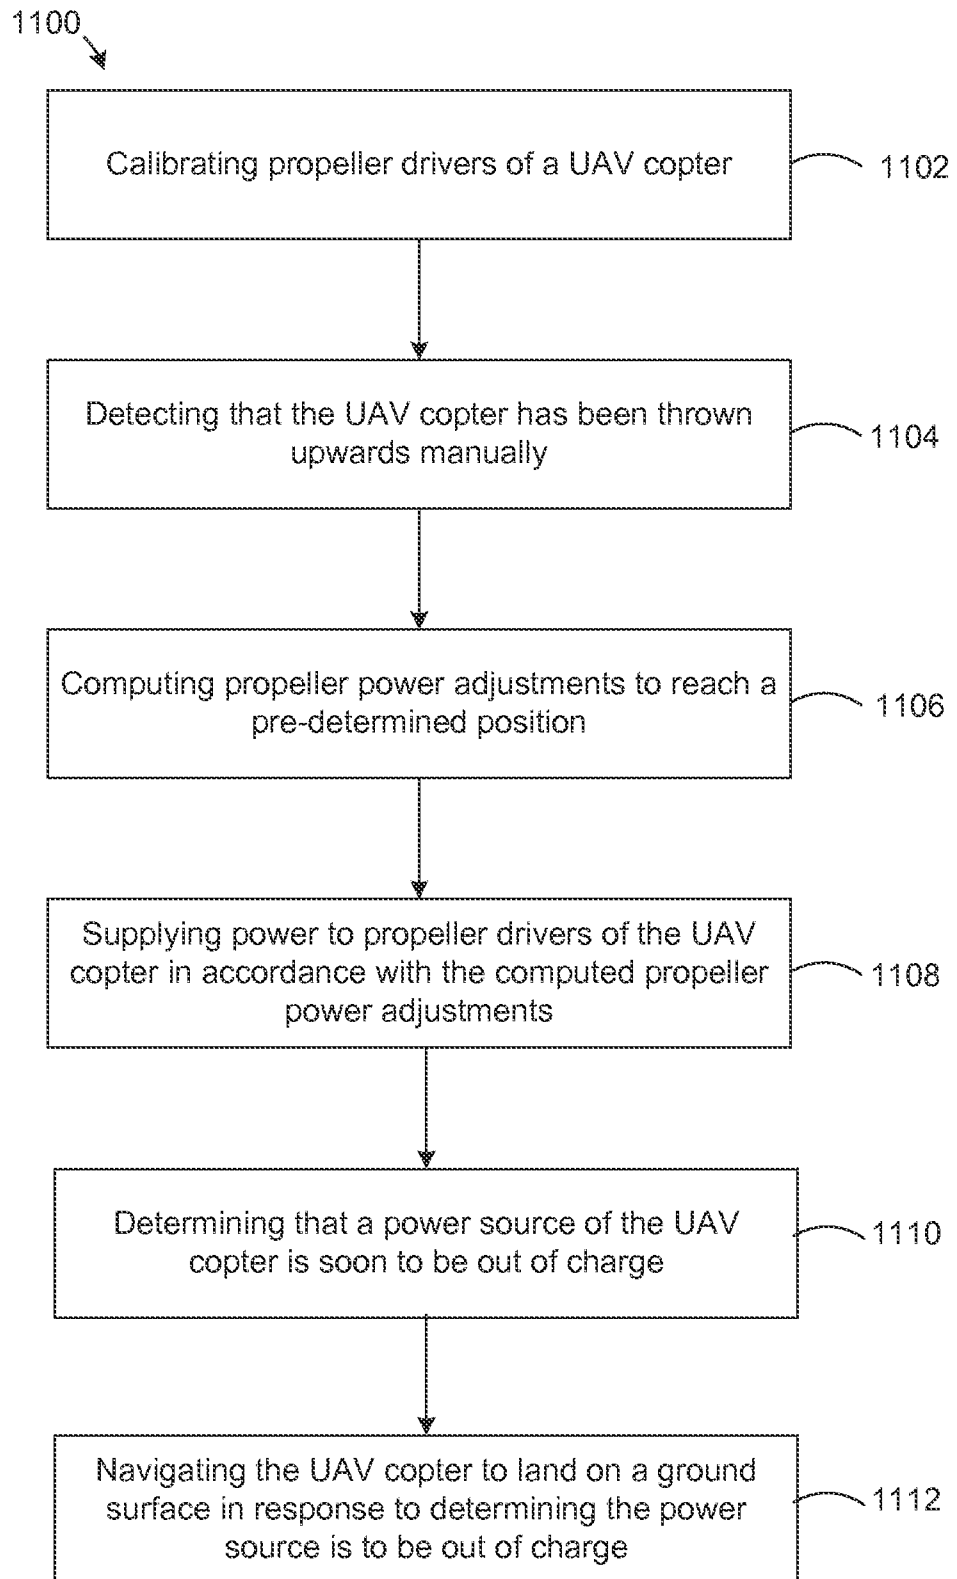 1100
Calibrating propeller drivers of a UAV copter
1102
Detecting that the UAV copter has been thrown
upwards manually
1104
Computing propeller power adjustments to reach a
pre-determined position
1106
Supplying power to propeller drivers of the UAV
copter in accordance with the computed propeller
power adjustments
1108
Determining that a power source of the UAV
copter is soon to be out of charge
1110
Navigating the UAV copter to land on a ground
surface in response to determining the power
source is to be out of charge
1112